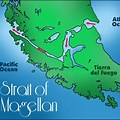 Pacific
Ocean
Tierra
del Fuego
Strait of
Magellan